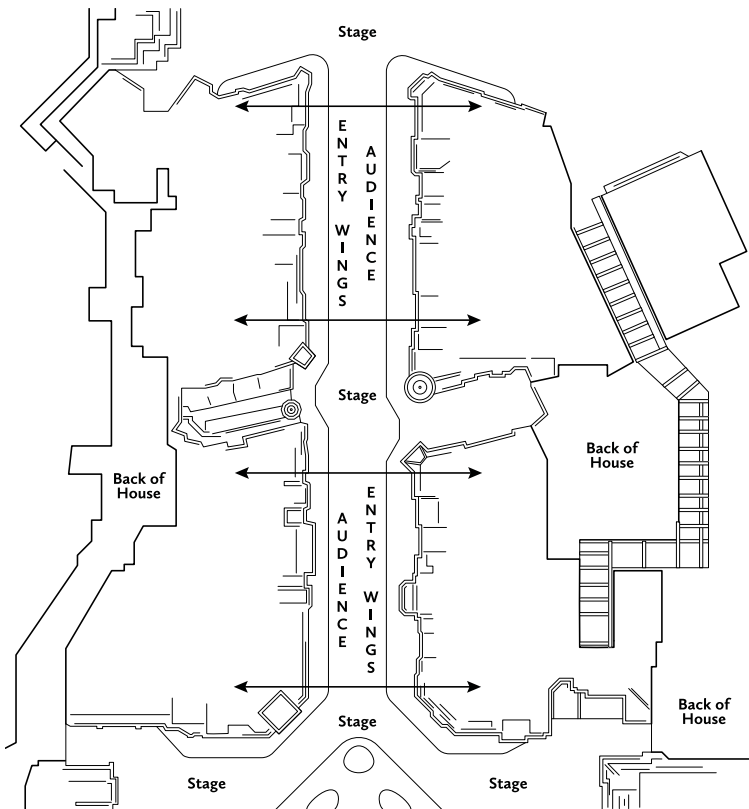 Stage
ENTRY WINGS
AUDIENCE
Stage
Back of
House
Back of
House
AUDIENCE
ENTRY WINGS
Stage
Back of
House
Stage
Stage